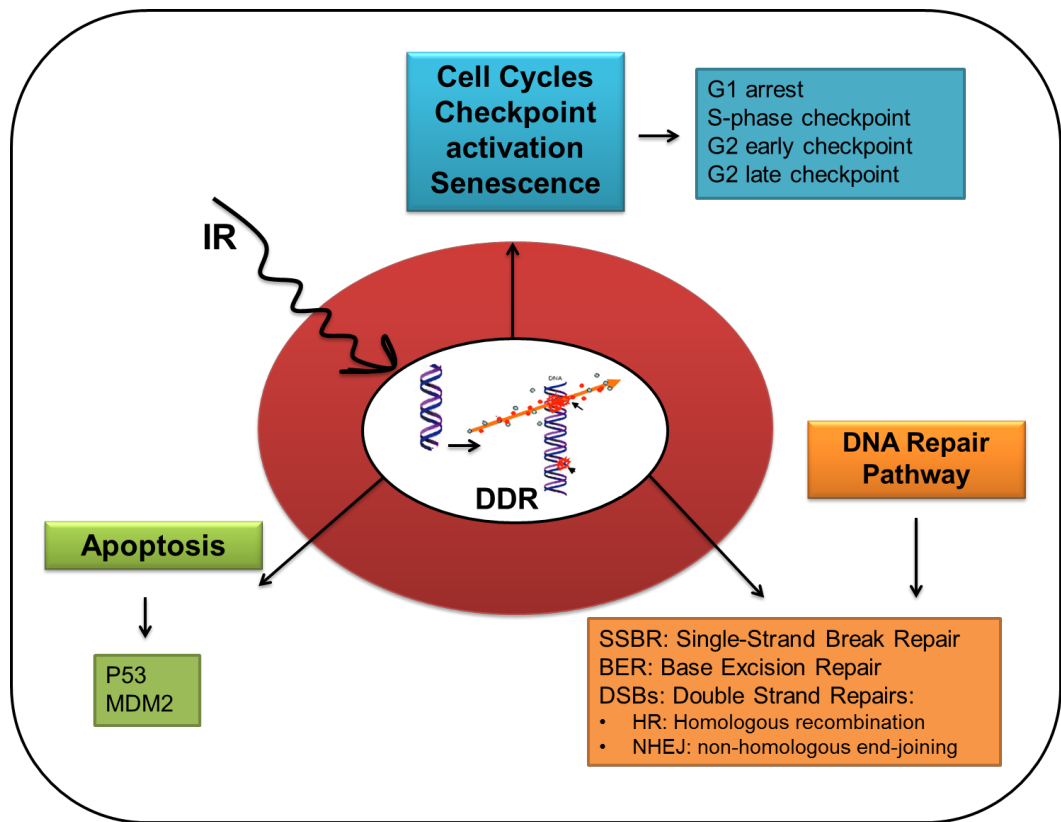 Cell Cycles
Checkpoint
activation
Senescence
G1 arrest
S-phase checkpoint
G2 early checkpoint
G2 late checkpoint
IR
DNA
DDR
DNA Repair
Pathway
Apoptosis
P53
MDM2
SSBR: Single-Strand Break Repair
BER: Base Excision Repair
DSBs: Double Strand Repairs:
• HR: Homologous recombination
• NHEJ: non-homologous end-joining